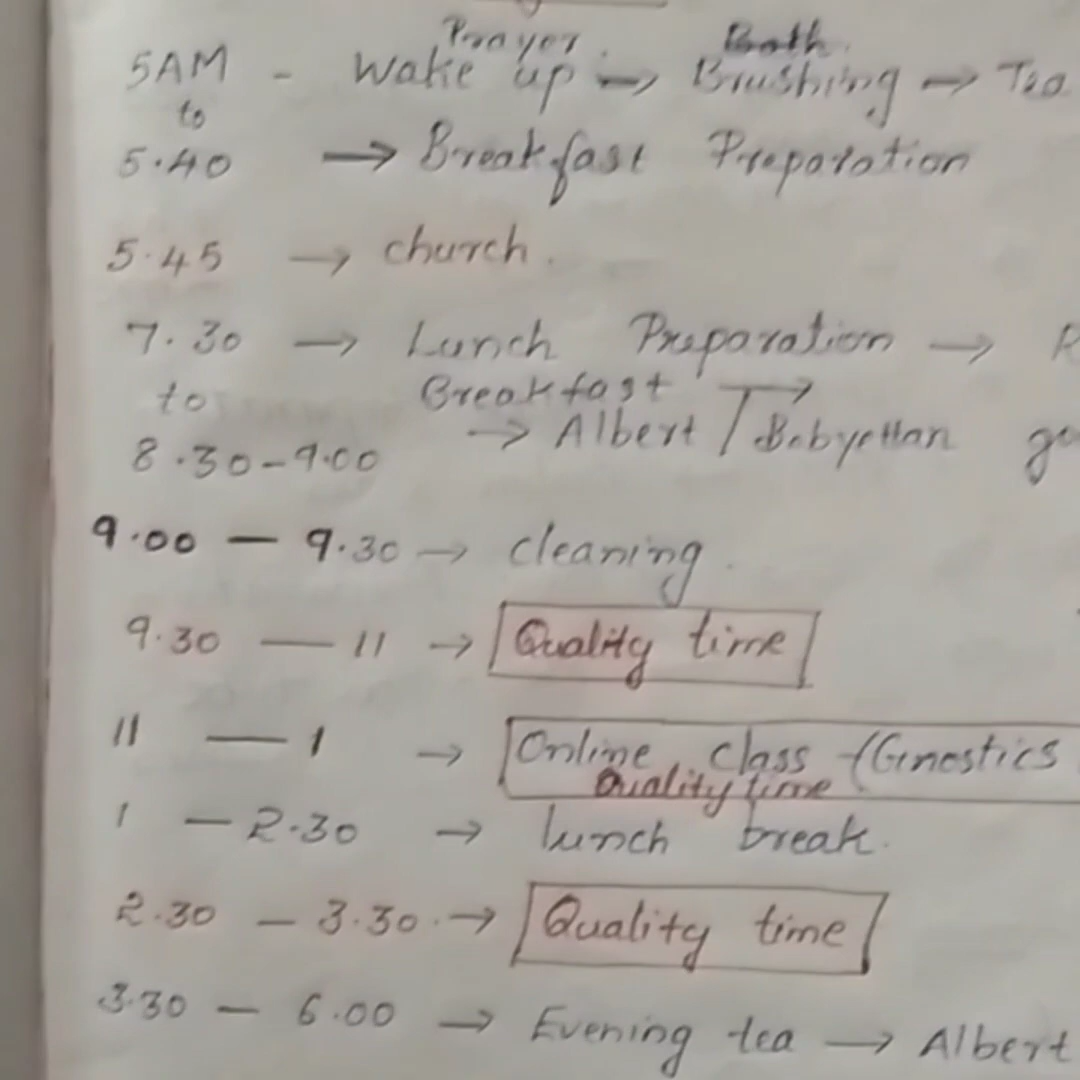 Prayer. Bath.
5AM - Wake up → Brushing → Tea
to
5.40 → Breakfast Preparation
5.45 → church.
7.30 → Lunch Preparation →
to Breakfast →
8.30-9.00 → Albert / Babyettan
9.00 — 9.30 → cleaning.
9.30 — 11 → Quality time
11 — 1 → Online class (Gnostics
Quality time
1 — 2.30 → lunch break.
2.30 — 3.30. → Quality time
3.30 — 6.00 → Evening tea → Albert